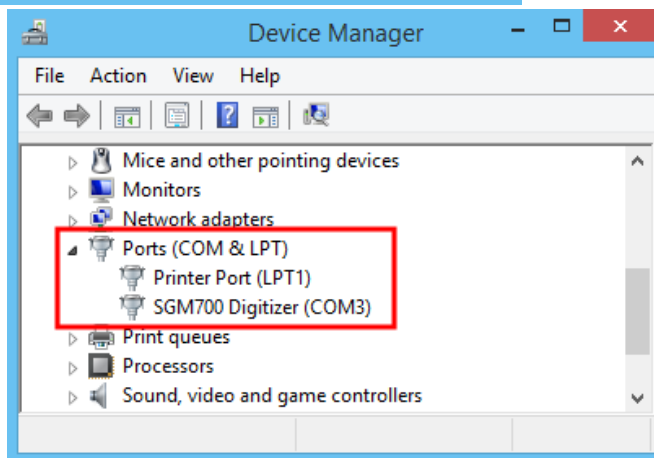 Device Manager
File Action View Help
Mice and other pointing devices
Monitors
Network adapters
Ports (COM & LPT)
Printer Port (LPT1)
SGM700 Digitizer (COM3)
Print queues
Processors
Sound, video and game controllers